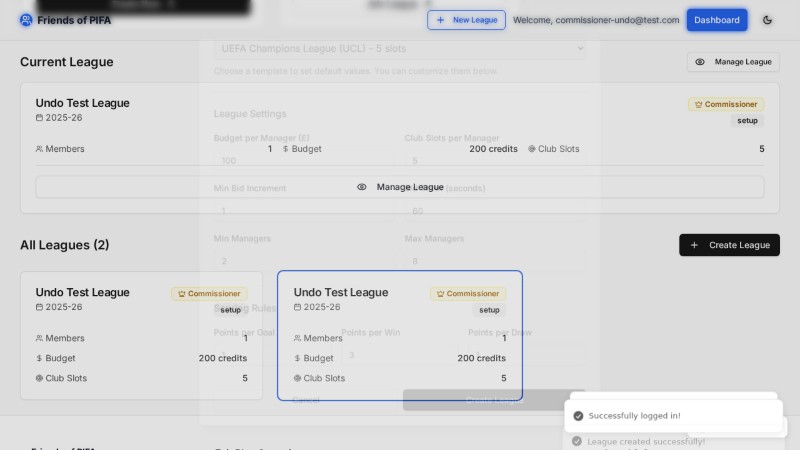 Friends of PIFA
New League
Welcome, commissioner-undo@test.com
Dashboard
UEFA Champions League (UCL) - 5 slots
Choose a template to set default values. You can customize them below.
Current League
Manage League
Undo Test League
Commissioner
2025-26
setup
League Settings
Budget per Manager (£)
Club Slots per Manager
Members
1
Budget
200 credits
Club Slots
5
100
5
Manage League
Min Bid Increment
(seconds)
1
60
Min Managers
Max Managers
2
8
All Leagues (2)
Create League
Undo Test League
Commissioner
2025-26
setup
Members
1
Budget
200 credits
Club Slots
5
Undo Test League
Commissioner
2025-26
setup
Members
1
Budget
200 credits
Club Slots
5
Rules
Points per Goal
Points per Win
Points per Draw
3
Cancel
Create League
Successfully logged in!
League created successfully!
Friends of PIFA